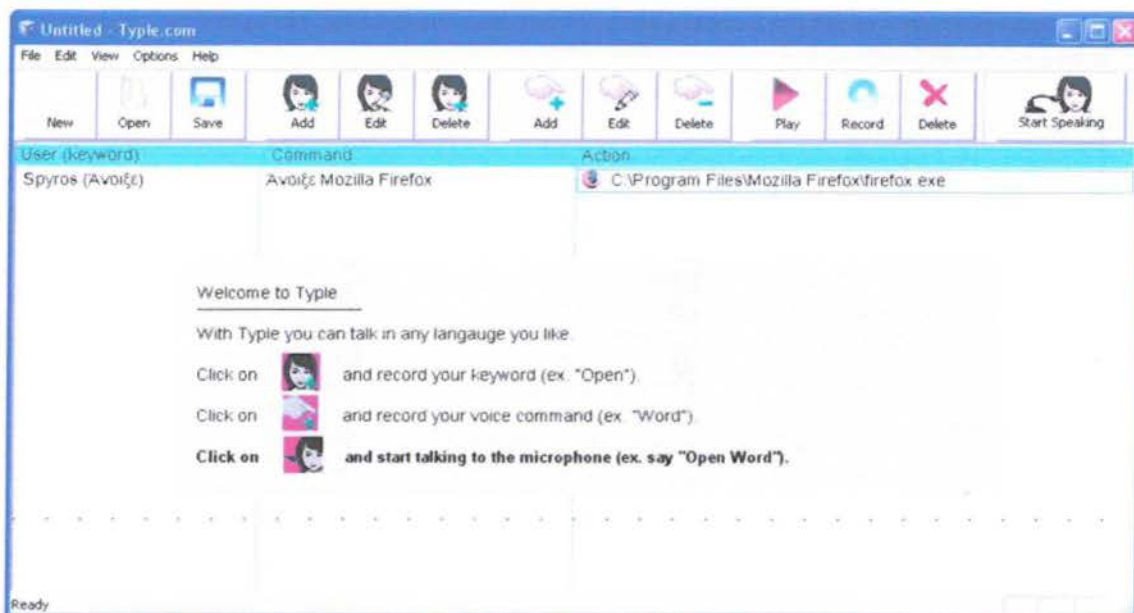 Untitled - Typle.com
File Edit View Options Help
New Open Save Add Edit Delete Add Edit Delete Play Record Delete Start Speaking
User (keyword) Command Action
Spyros (Άνοιξε) Άνοιξε Mozilla Firefox C:\Program Files\Mozilla Firefox\firefox exe
Welcome to Typle
With Typle you can talk in any langauge you like
Click on and record your keyword (ex. "Open").
Click on and record your voice command (ex. "Word").
Click on and start talking to the microphone (ex. say "Open Word").
Ready